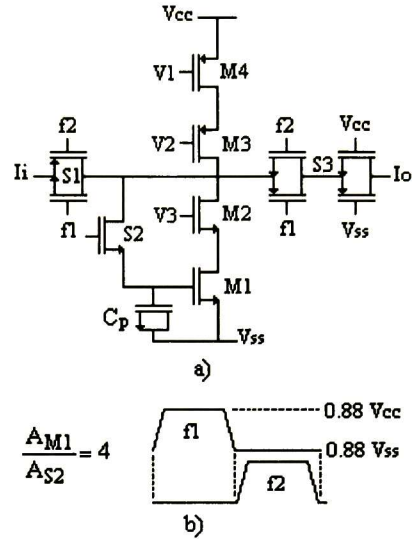 Vcc
V1 M4
f2 V2 M3 f2 Vcc
Ii S1 S3 Io
f1 S2 V3 M2 f1 Vss
f1
M1
Cp
Vss
a)
0.88 Vcc
f1
AM1/AS2 = 4
0.88 Vss
f2
b)